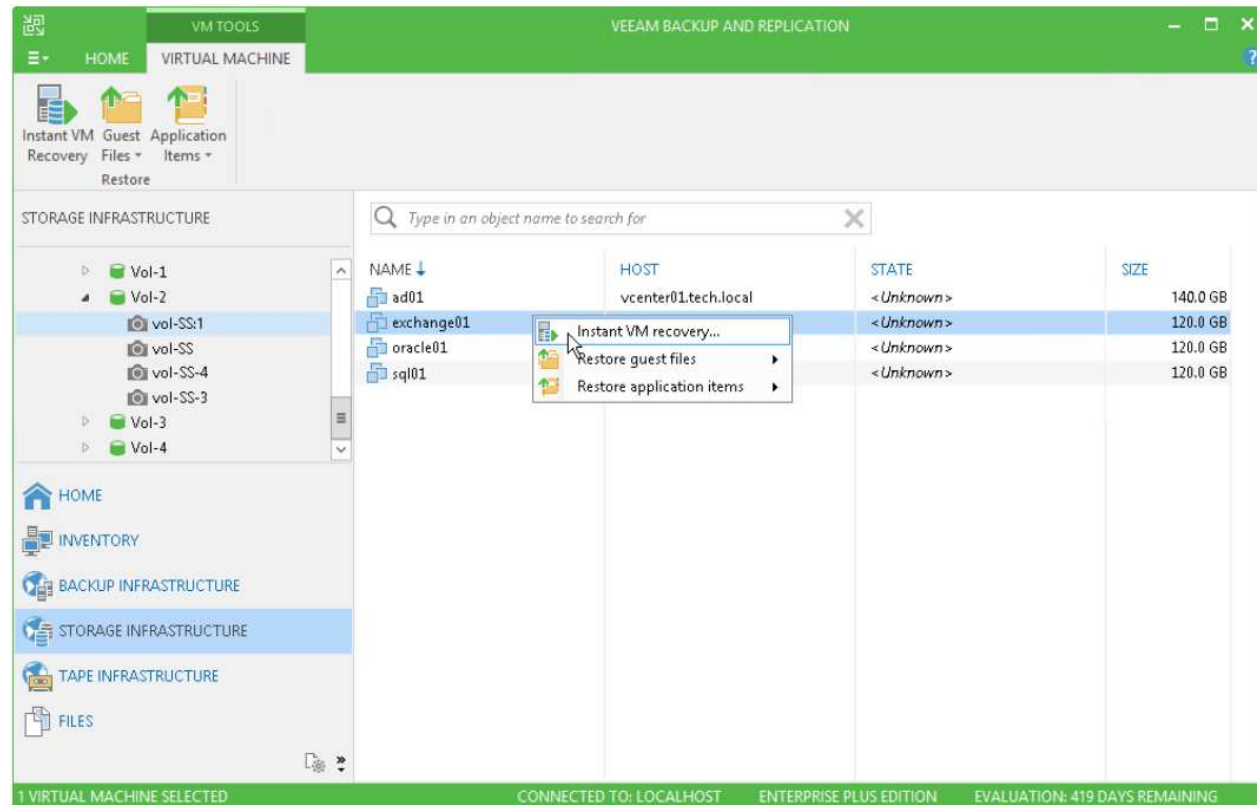 VM TOOLS
VEEAM BACKUP AND REPLICATION
HOME
VIRTUAL MACHINE
?
Instant VM Recovery
Guest Files
Application Items
Restore
STORAGE INFRASTRUCTURE
Type in an object name to search for
Vol-1
Vol-2
vol-SS:1
vol-SS
vol-SS-4
vol-SS-3
Vol-3
Vol-4
NAME HOST STATE SIZE
ad01 vcenter01.tech.local <Unknown> 140.0 GB
exchange01 <Unknown> 120.0 GB
oracle01 <Unknown> 120.0 GB
sql01 <Unknown> 120.0 GB
Instant VM recovery...
Restore guest files
Restore application items
HOME
INVENTORY
BACKUP INFRASTRUCTURE
STORAGE INFRASTRUCTURE
TAPE INFRASTRUCTURE
FILES
1 VIRTUAL MACHINE SELECTED CONNECTED TO: LOCALHOST ENTERPRISE PLUS EDITION EVALUATION: 419 DAYS REMAINING